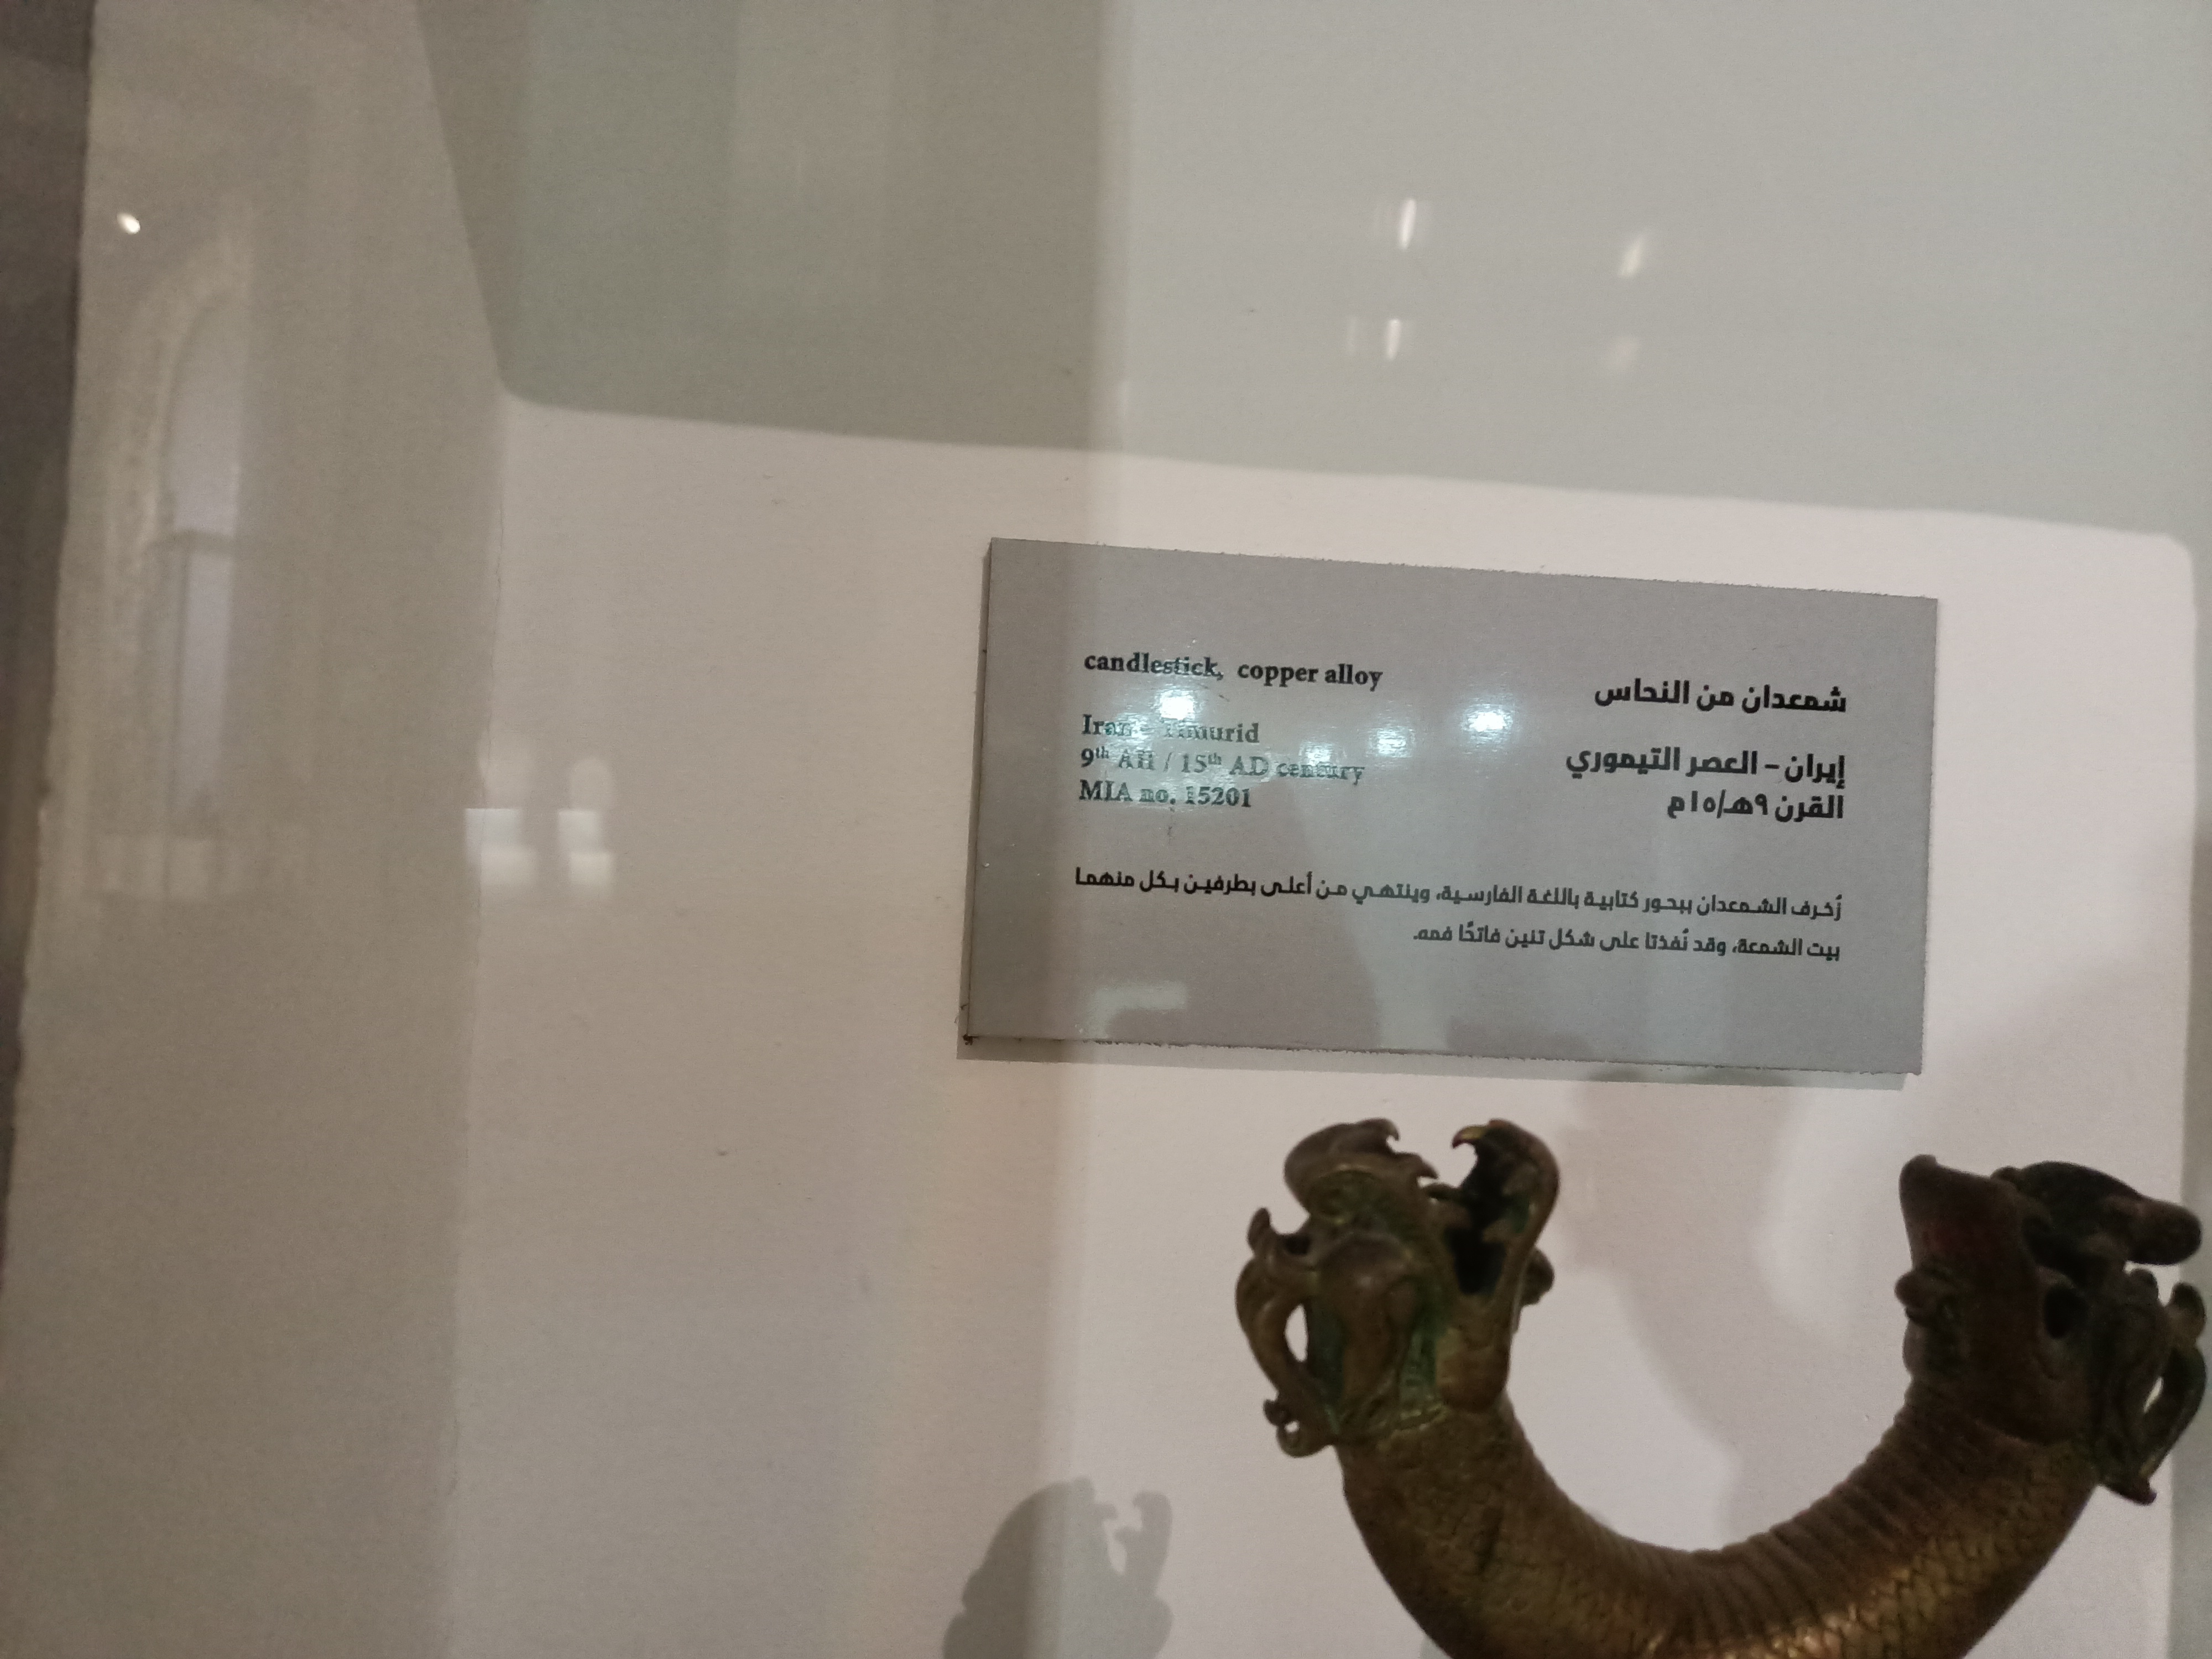 candlestick, copper alloy
Iran - Timurid
9th AH / 15th AD century
MIA no. 15201
شمعدان من النحاس
إيران - العصر التيموري
القرن ٩هـ/١٥م
زُخرف الشمعدان ببحور كتابية باللغة الفارسية، وينتهي من أعلى بطرفين بكل منهما
بيت الشمعة، وقد نُفذتا على شكل تنين فاتحًا فمه.